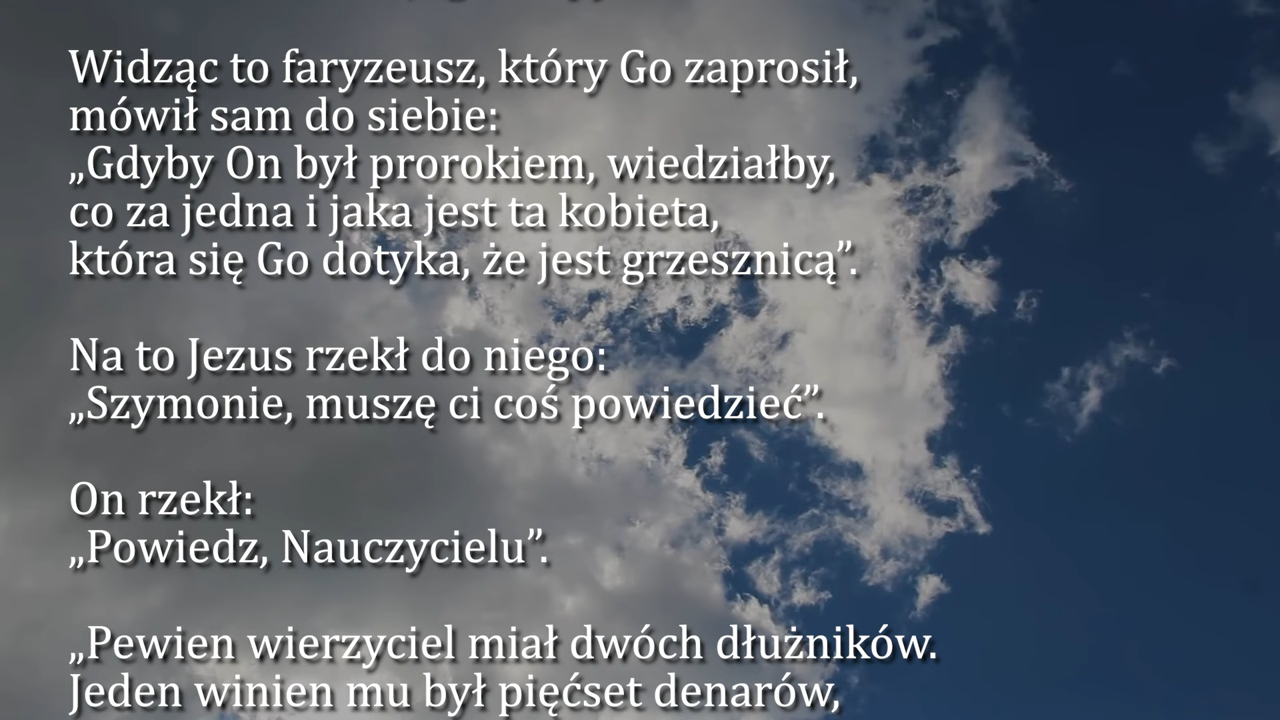 Widząc to faryzeusz, który Go zaprosił,
mówił sam do siebie:
„Gdyby On był prorokiem, wiedziałby,
co za jedna i jaka jest ta kobieta,
która się Go dotyka, że jest grzesznicą”.
Na to Jezus rzekł do niego:
„Szymonie, muszę ci coś powiedzieć”.
On rzekł:
„Powiedz, Nauczycielu”.
„Pewien wierzyciel miał dwóch dłużników.
Jeden winien mu był pięćset denarów,